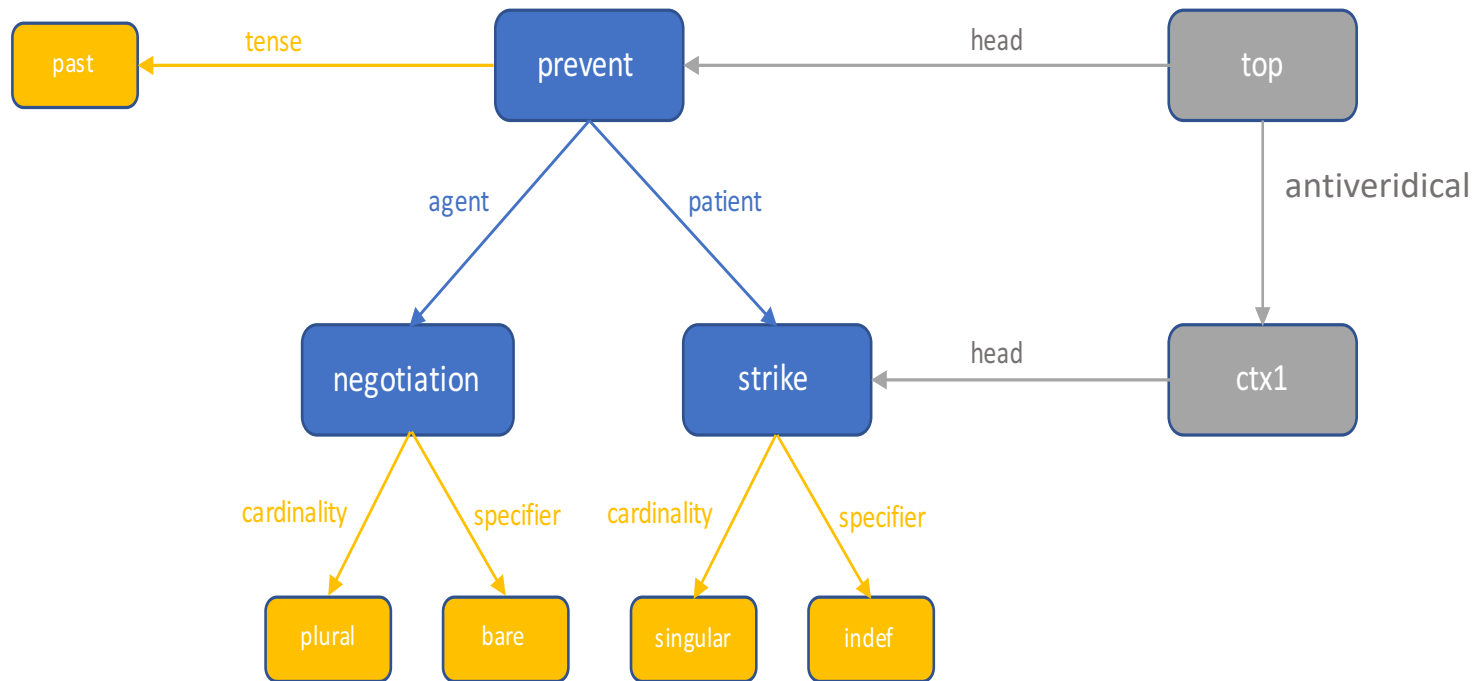 tense
head
past
prevent
top
agent
patient
antiveridical
head
negotiation
strike
ctx1
cardinality
specifier
cardinality
specifier
plural
bare
singular
indef